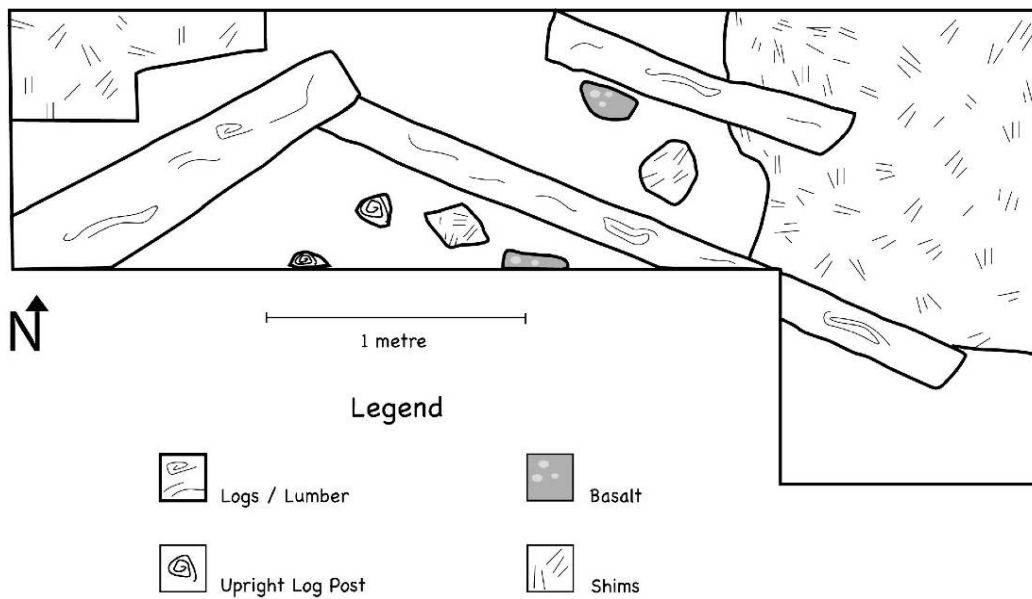 N
1 metre
Legend
Logs / Lumber
Basalt
Upright Log Post
Shims